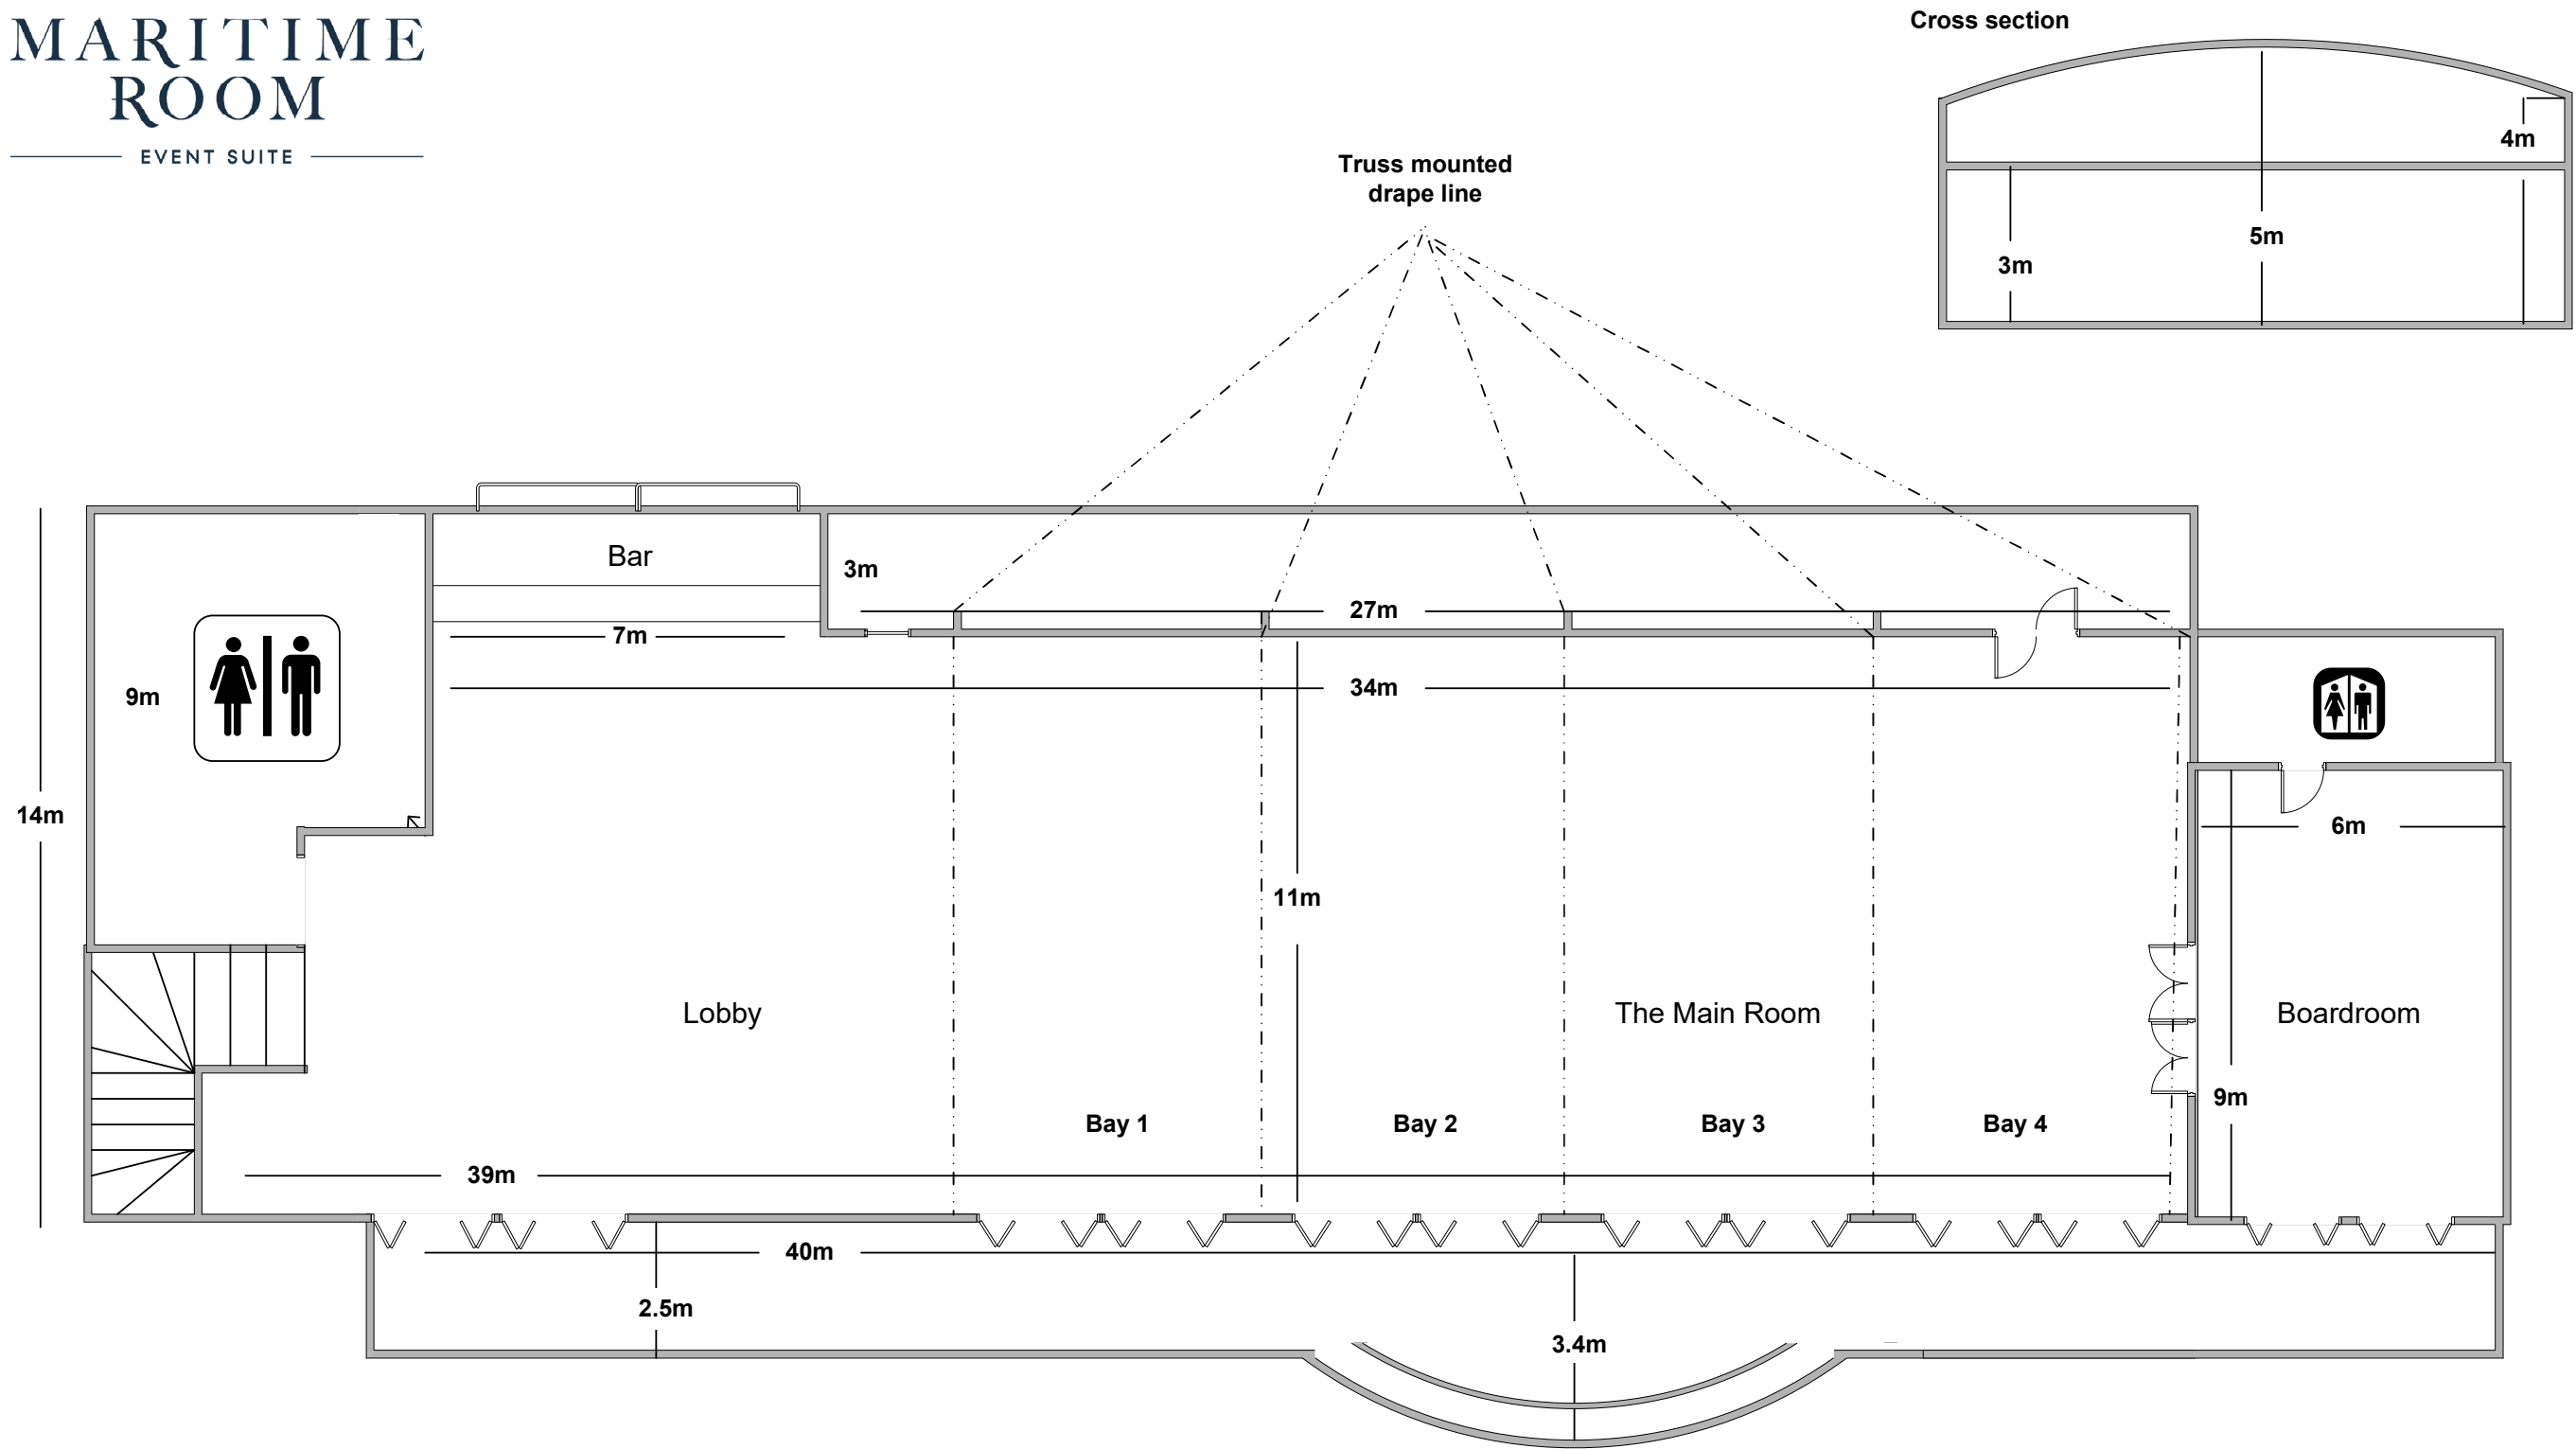 MARITIME
ROOM
EVENT SUITE
Cross section
4m
5m
3m
Truss mounted
drape line
Bar
3m
27m
7m
34m
9m
14m
6m
11m
Lobby
The Main Room
Boardroom
9m
Bay 1
Bay 2
Bay 3
Bay 4
39m
40m
2.5m
3.4m